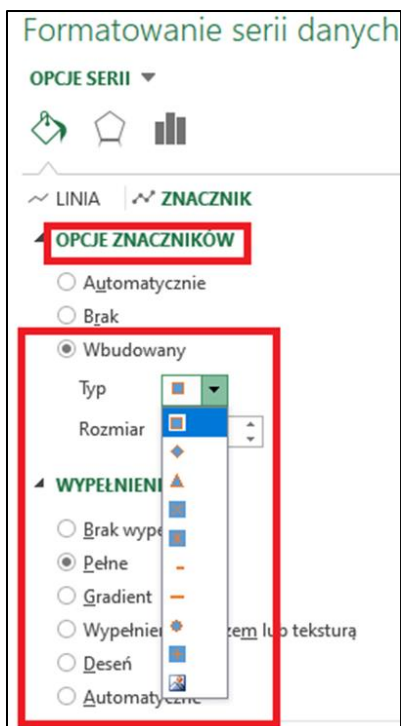 Formatowanie serii danych
OPCJE SERII
LINIA ZNACZNIK
OPCJE ZNACZNIKÓW
Automatycznie
Brak
Wbudowany
Typ
Rozmiar
WYPEŁNIENI
Brak wype
Pełne
Gradient
Wypełnie zem lub teksturą
Deseń
Automatyczne